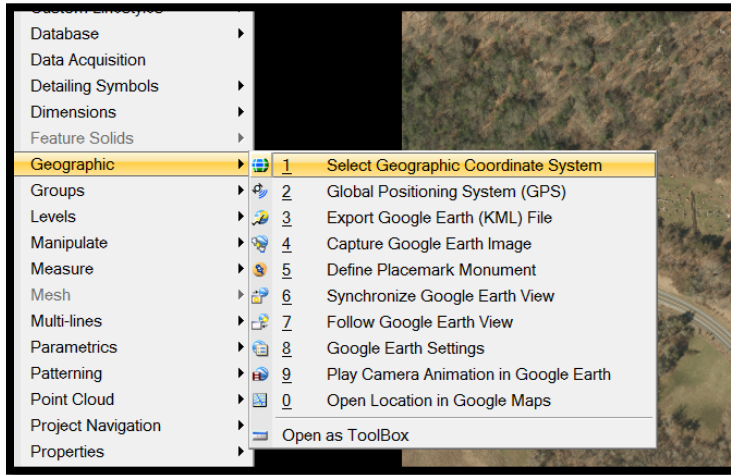 Custom Linestyles
Database
Data Acquisition
Detailing Symbols
Dimensions
Feature Solids
Geographic
Groups
Levels
Manipulate
Measure
Mesh
Multi-lines
Parametrics
Patterning
Point Cloud
Project Navigation
Properties
1 Select Geographic Coordinate System
2 Global Positioning System (GPS)
3 Export Google Earth (KML) File
4 Capture Google Earth Image
5 Define Placemark Monument
6 Synchronize Google Earth View
7 Follow Google Earth View
8 Google Earth Settings
9 Play Camera Animation in Google Earth
0 Open Location in Google Maps
Open as ToolBox